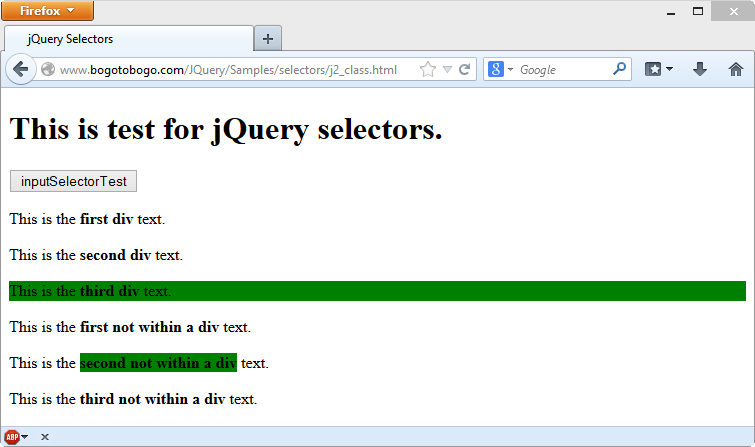 Firefox
jQuery Selectors
www.bogotobogo.com/JQuery/Samples/selectors/j2_class.html
Google
This is test for jQuery selectors.
inputSelectorTest
This is the first div text.
This is the second div text.
This is the third div text.
This is the first not within a div text.
This is the second not within a div text.
This is the third not within a div text.
ABP